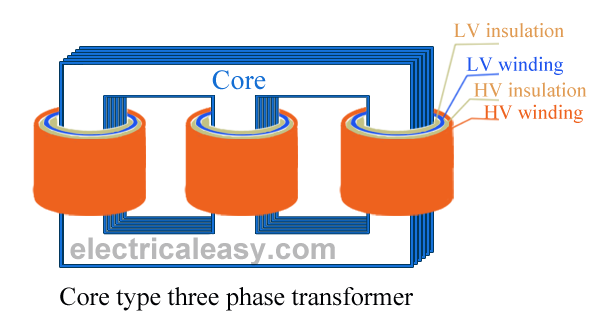 LV insulation
Core
LV winding
HV insulation
HV winding
electricaleasy.com
Core type three phase transformer